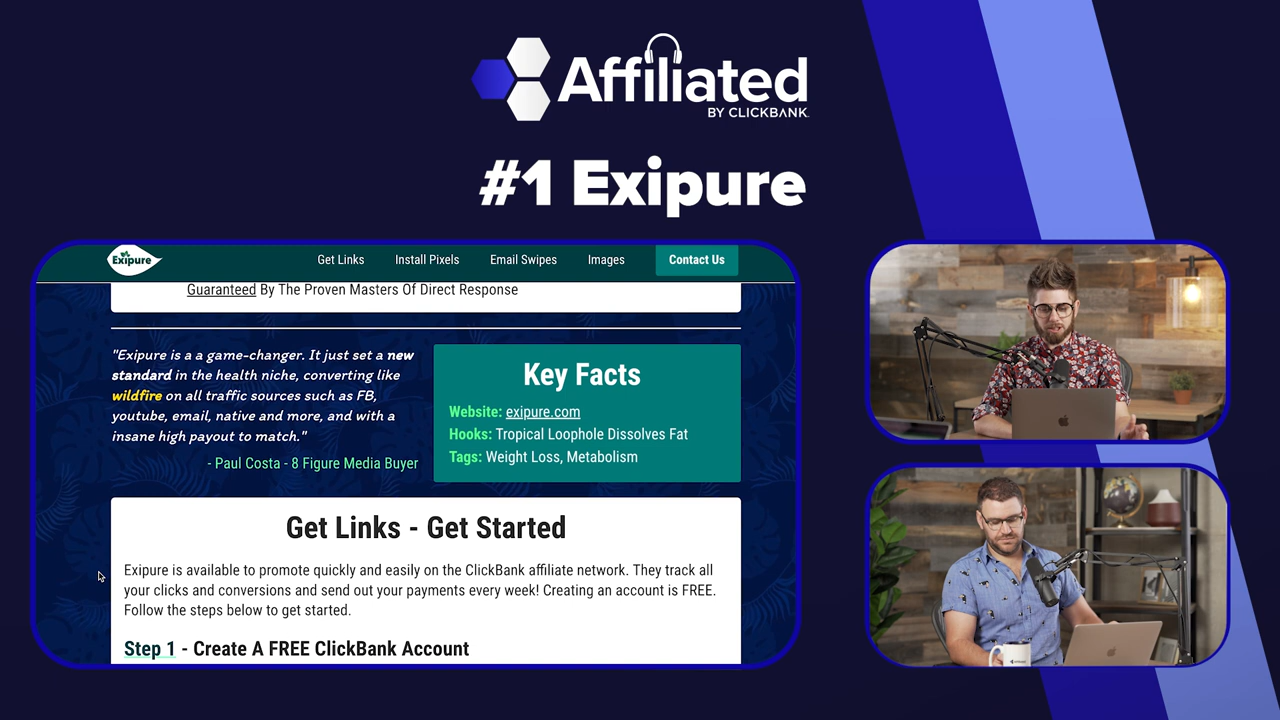 Affiliated
BY CLICKBANK
#1 Exipure
Exipure
Get Links
Install Pixels
Email Swipes
Images
Contact Us
Guaranteed By The Proven Masters Of Direct Response
"Exipure is a a game-changer. It just set a new
standard in the health niche, converting like
wildfire on all traffic sources such as FB,
youtube, email, native and more, and with a
insane high payout to match."
- Paul Costa - 8 Figure Media Buyer
Key Facts
Website: exipure.com
Hooks: Tropical Loophole Dissolves Fat
Tags: Weight Loss, Metabolism
Get Links - Get Started
Exipure is available to promote quickly and easily on the ClickBank affiliate network. They track all
your clicks and conversions and send out your payments every week! Creating an account is FREE.
Follow the steps below to get started.
Step 1 - Create A FREE ClickBank Account
Affiliated